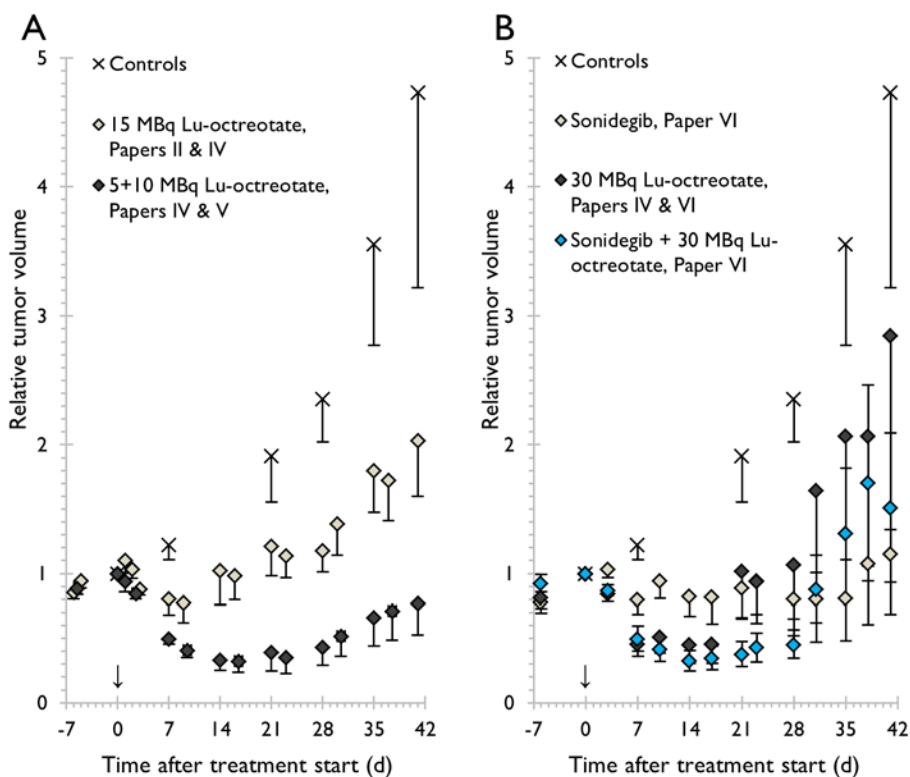 A
B
5
× Controls
15 MBq Lu-octreotate,
Papers II & IV
5+10 MBq Lu-octreotate,
Papers IV & V
4
3
2
1
0
Relative tumor volume
-7 0 7 14 21 28 35 42
Time after treatment start (d)
5
× Controls
Sonidegib, Paper VI
30 MBq Lu-octreotate,
Papers IV & VI
Sonidegib + 30 MBq Lu-
octreotate, Paper VI
4
3
2
1
0
Relative tumor volume
-7 0 7 14 21 28 35 42
Time after treatment start (d)